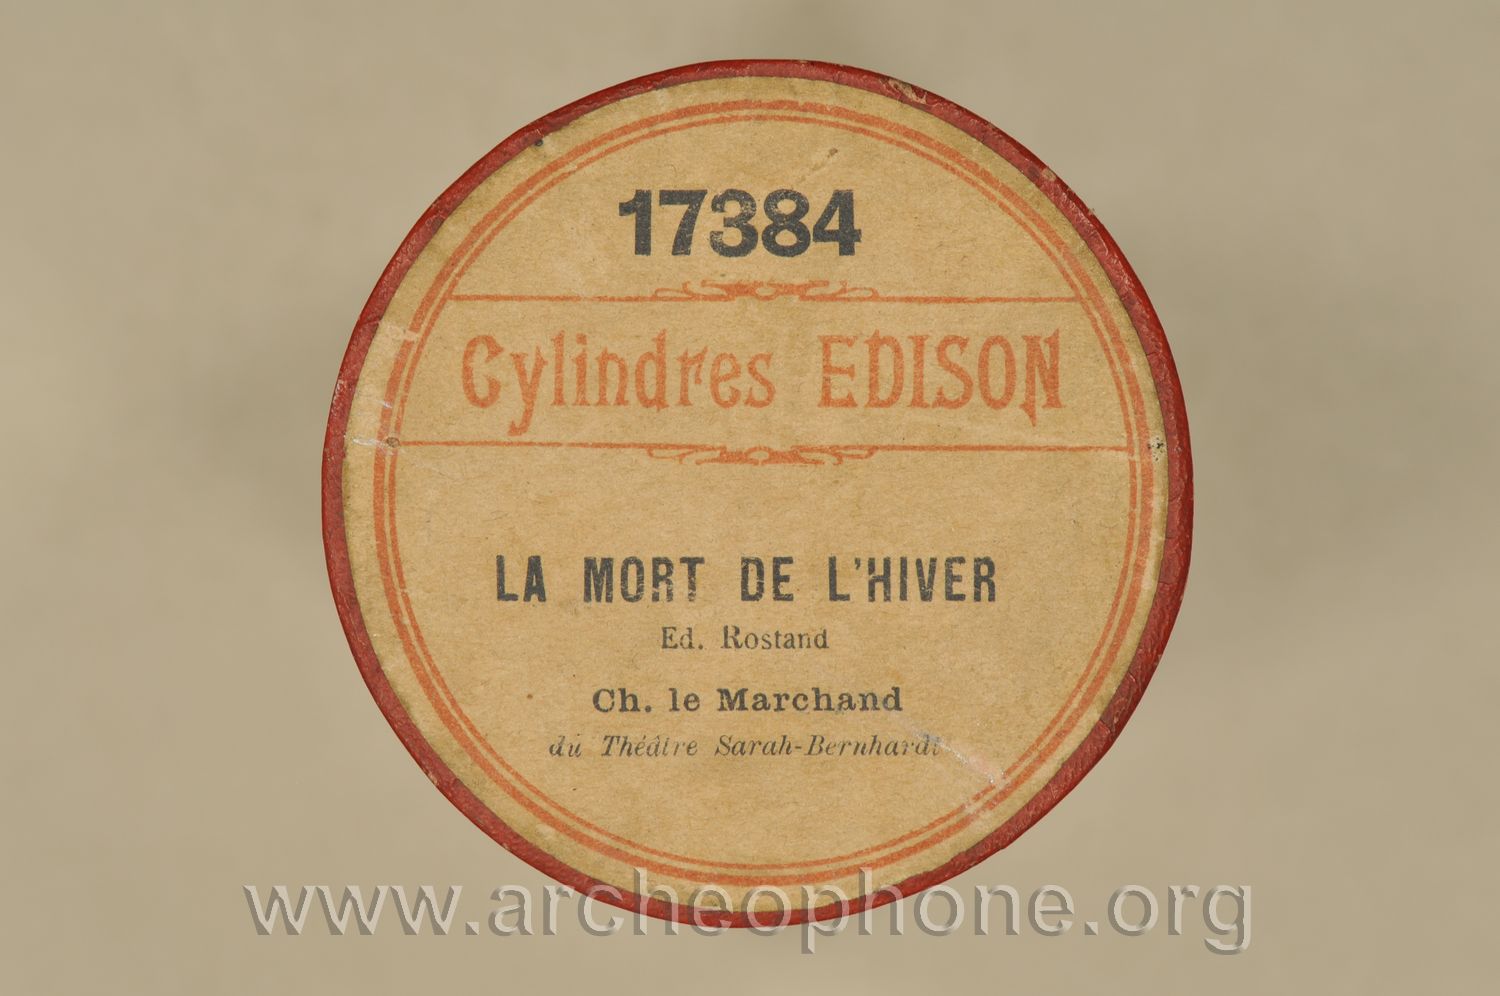 17384
Cylindres EDISON
LA MORT DE L'HIVER
Ed. Rostand
Ch. le Marchand
du Théâtre Sarah-Bernhardt
www.archeophone.org